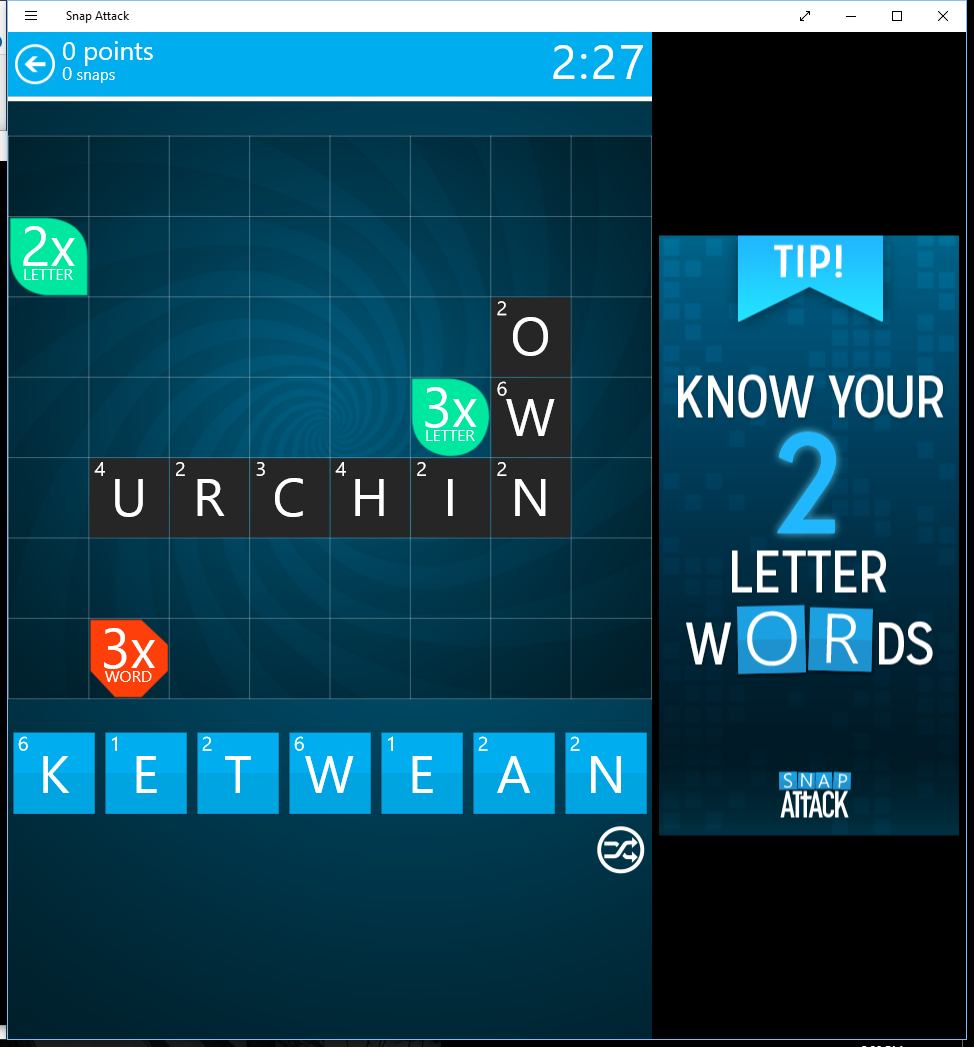 Snap Attack
0 points
0 snaps
2:27
2x
LETTER
2 O
3x
LETTER
6 W
4 U 2 R 3 C 4 H 2 I 2 N
3x
WORD
6 K 1 E 2 T 6 W 1 E 2 A 2 N
TIP!
KNOW YOUR
2
LETTER
WORDS
SNAP
ATTACK